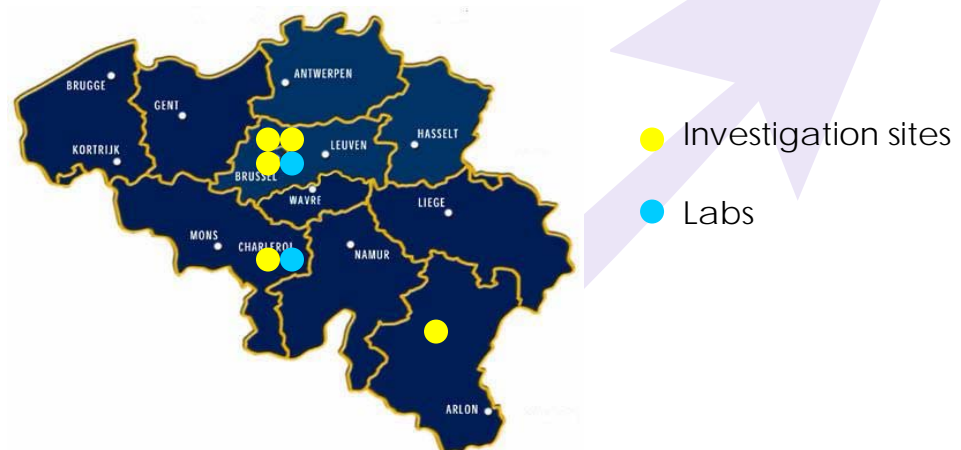 ANTWERPEN
BRUGGE
GENT
HASSELT
KORTRIJK
LEUVEN
BRUSSEL
WAVRE
LIEGE
MONS
CHARLEROI
NAMUR
ARLON
Investigation sites
Labs